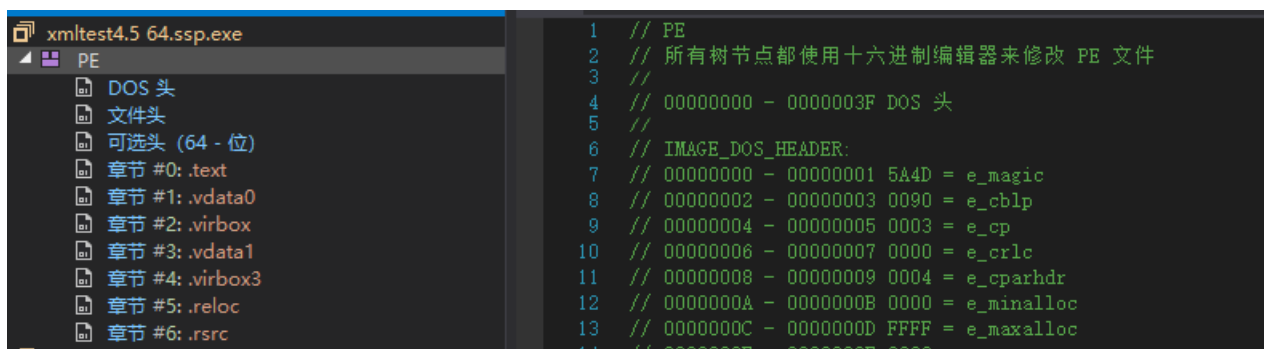 xmltest4.5 64.ssp.exe
PE
DOS 头
文件头
可选头 (64 - 位)
章节 #0: .text
章节 #1: .vdata0
章节 #2: .virbox
章节 #3: .vdata1
章节 #4: .virbox3
章节 #5: .reloc
章节 #6: .rsrc
1 // PE
2 // 所有树节点都使用十六进制编辑器来修改 PE 文件
3 //
4 // 00000000 - 0000003F DOS 头
5 //
6 // IMAGE_DOS_HEADER:
7 // 00000000 - 00000001 5A4D = e_magic
8 // 00000002 - 00000003 0090 = e_cblp
9 // 00000004 - 00000005 0003 = e_cp
10 // 00000006 - 00000007 0000 = e_crlc
11 // 00000008 - 00000009 0004 = e_cparhdr
12 // 0000000A - 0000000B 0000 = e_minalloc
13 // 0000000C - 0000000D FFFF = e_maxalloc